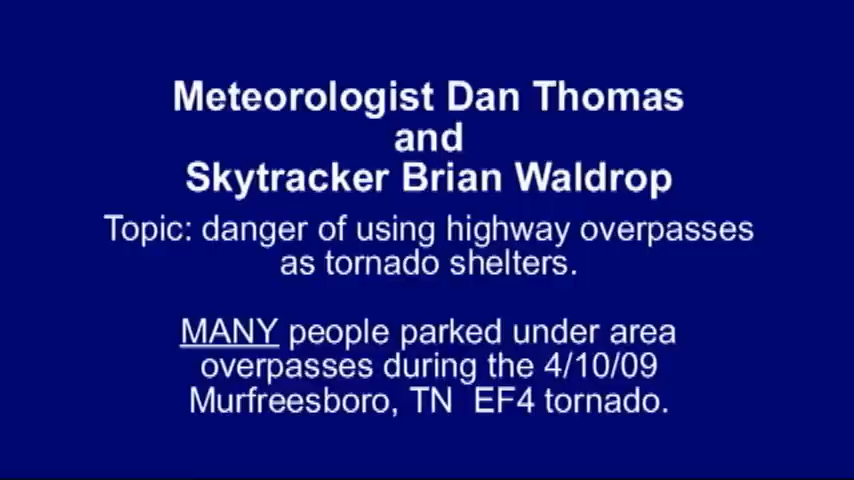 Meteorologist Dan Thomas
and
Skytracker Brian Waldrop
Topic: danger of using highway overpasses
as tornado shelters.
MANY people parked under area
overpasses during the 4/10/09
Murfreesboro, TN  EF4 tornado.